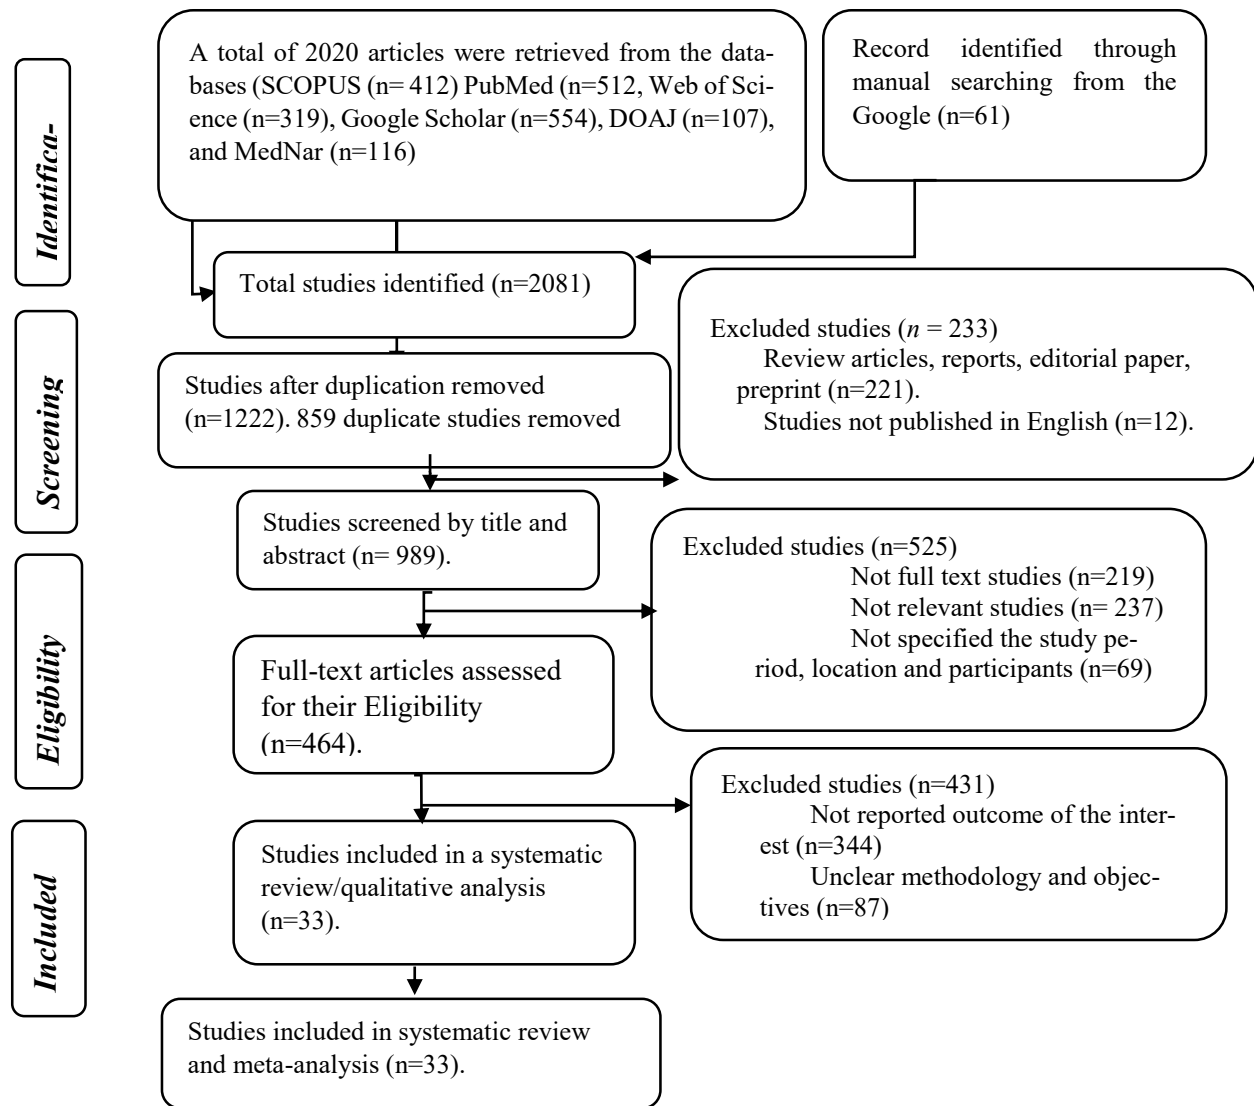 Identifica-
A total of 2020 articles were retrieved from the data-
bases (SCOPUS (n= 412) PubMed (n=512, Web of Sci-
ence (n=319), Google Scholar (n=554), DOAJ (n=107),
and MedNar (n=116)
Record identified through
manual searching from the
Google (n=61)
Total studies identified (n=2081)
Screening
Studies after duplication removed
(n=1222). 859 duplicate studies removed
Excluded studies (n = 233)
Review articles, reports, editorial paper,
preprint (n=221).
Studies not published in English (n=12).
Studies screened by title and
abstract (n= 989).
Eligibility
Excluded studies (n=525)
Not full text studies (n=219)
Not relevant studies (n= 237)
Not specified the study pe-
riod, location and participants (n=69)
Full-text articles assessed
for their Eligibility
(n=464).
Excluded studies (n=431)
Not reported outcome of the inter-
est (n=344)
Unclear methodology and objec-
tives (n=87)
Included
Studies included in a systematic
review/qualitative analysis
(n=33).
Studies included in systematic review
and meta-analysis (n=33).